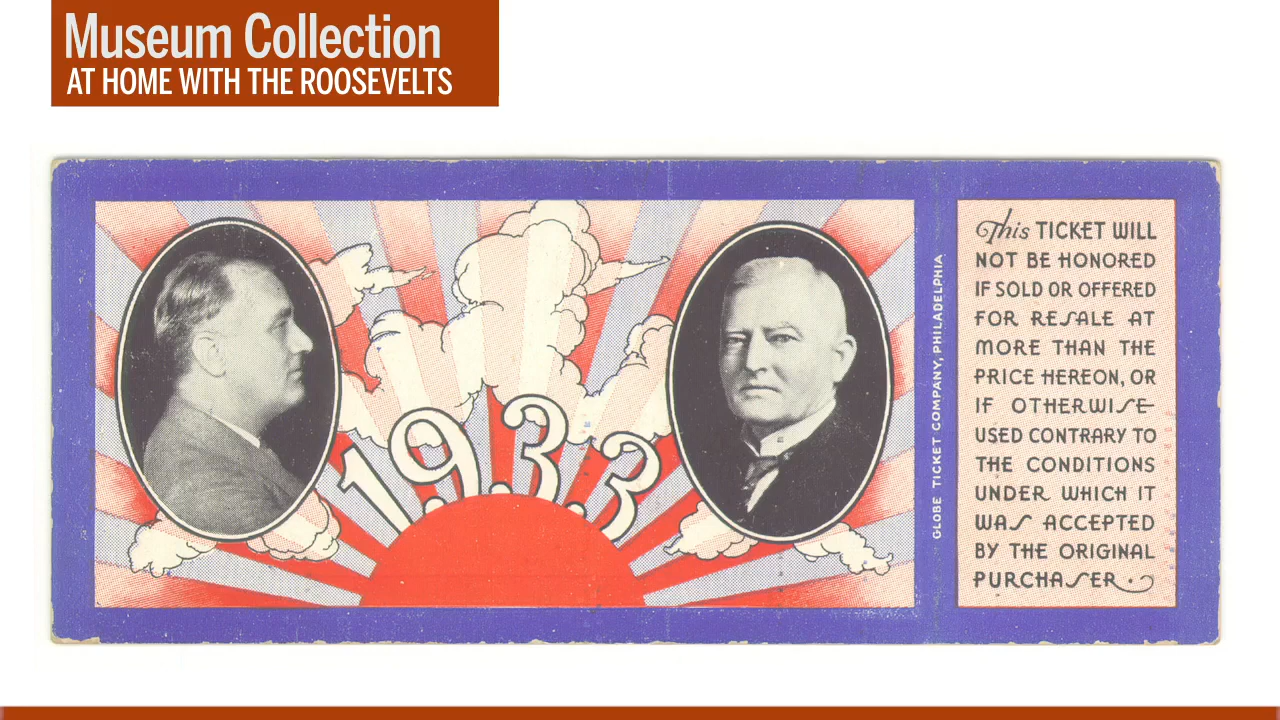 Museum Collection
AT HOME WITH THE ROOSEVELTS
1933
GLOBE TICKET COMPANY, PHILADELPHIA
This TICKET WILL
NOT BE HONORED
IF SOLD OR OFFERED
FOR RESALE AT
MORE THAN THE
PRICE HEREON, OR
IF OTHERWISE
USED CONTRARY TO
THE CONDITIONS
UNDER WHICH IT
WAS ACCEPTED
BY THE ORIGINAL
PURCHASER.